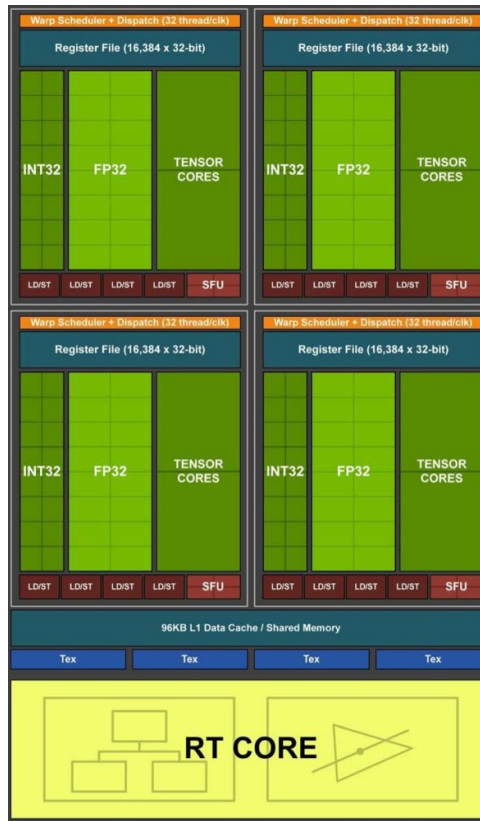 Warp Scheduler + Dispatch (32 thread/clk)
Register File (16,384 x 32-bit)
INT32 FP32 TENSOR CORES
LD/ST LD/ST LD/ST LD/ST SFU
Warp Scheduler + Dispatch (32 thread/clk)
Register File (16,384 x 32-bit)
INT32 FP32 TENSOR CORES
LD/ST LD/ST LD/ST LD/ST SFU
Warp Scheduler + Dispatch (32 thread/clk)
Register File (16,384 x 32-bit)
INT32 FP32 TENSOR CORES
LD/ST LD/ST LD/ST LD/ST SFU
Warp Scheduler + Dispatch (32 thread/clk)
Register File (16,384 x 32-bit)
INT32 FP32 TENSOR CORES
LD/ST LD/ST LD/ST LD/ST SFU
96KB L1 Data Cache / Shared Memory
Tex Tex Tex Tex
RT CORE